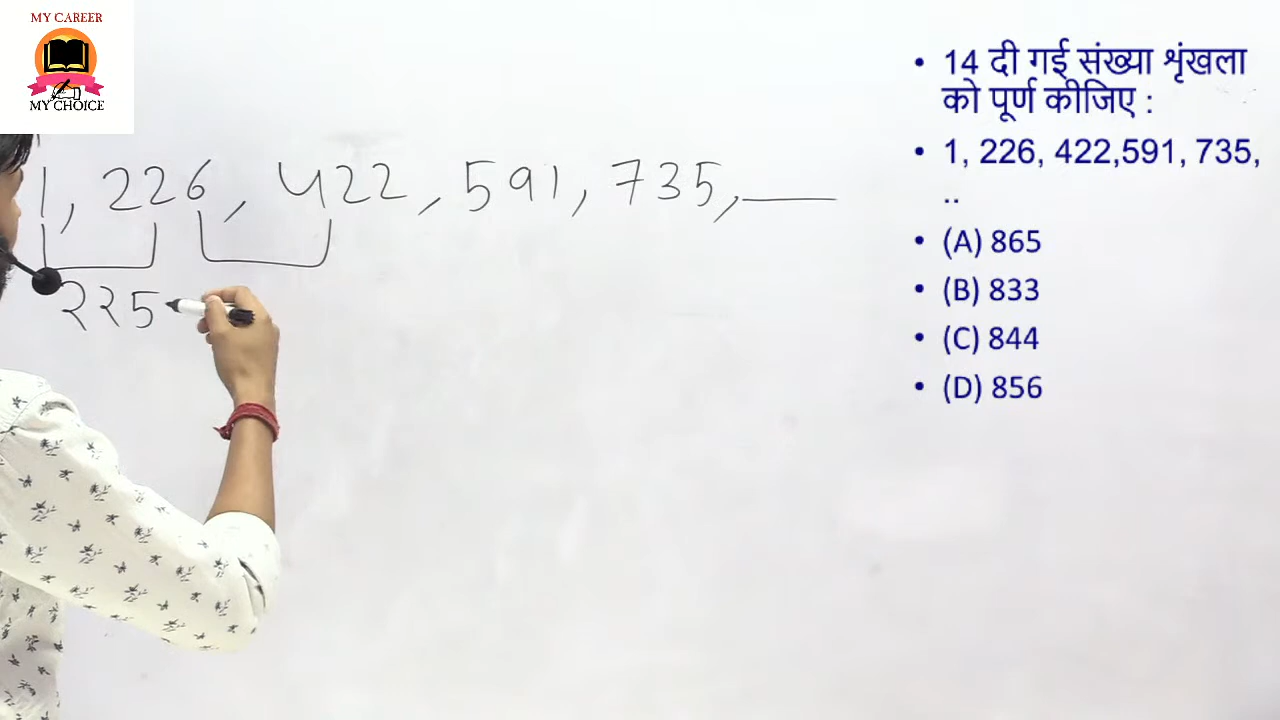 MY CAREER
MY CHOICE
1, 226, 422, 591, 735, ___
225
• 14 दी गई संख्या शृंखला
को पूर्ण कीजिए :
• 1, 226, 422,591, 735,
..
• (A) 865
• (B) 833
• (C) 844
• (D) 856